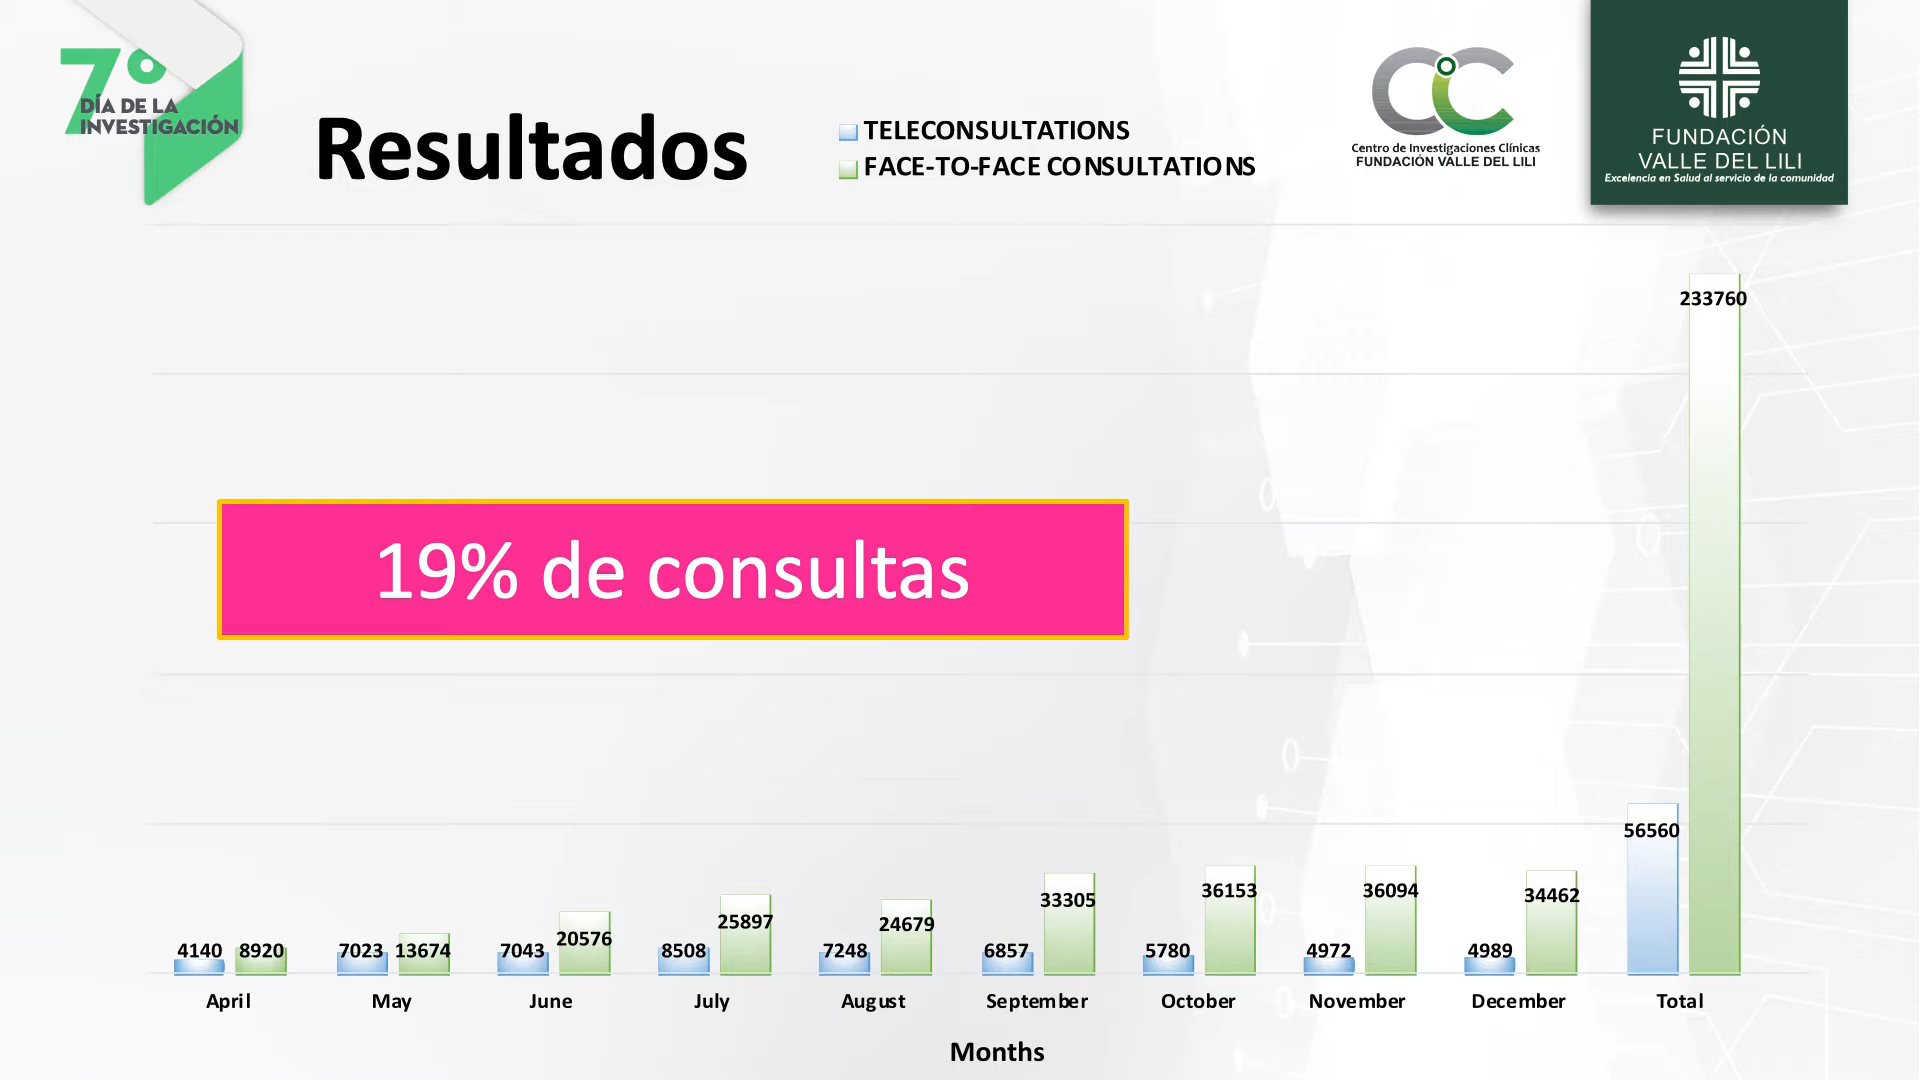 7°
DÍA DE LA
INVESTIGACIÓN
Resultados
TELECONSULTATIONS
FACE-TO-FACE CONSULTATIONS
CiC
Centro de Investigaciones Clínicas
FUNDACIÓN VALLE DEL LILI
FUNDACIÓN
VALLE DEL LILI
Excelencia en Salud al servicio de la comunidad
19% de consultas
233760
56560
4140 8920 7023 13674 7043 20576 8508 25897 7248 24679 6857 33305 5780 36153 4972 36094 4989 34462
April May June July August September October November December Total
Months